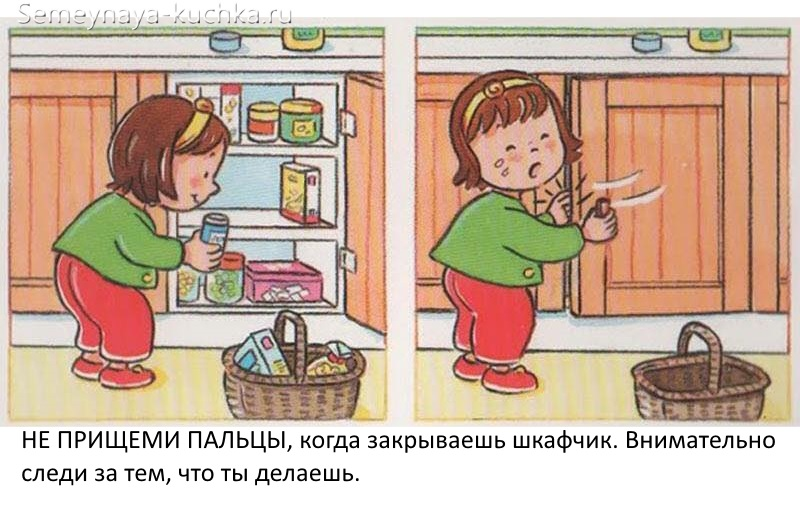 Semeynaya-kuchka.ru
НЕ ПРИЩЕМИ ПАЛЬЦЫ, когда закрываешь шкафчик. Внимательно
следи за тем, что ты делаешь.